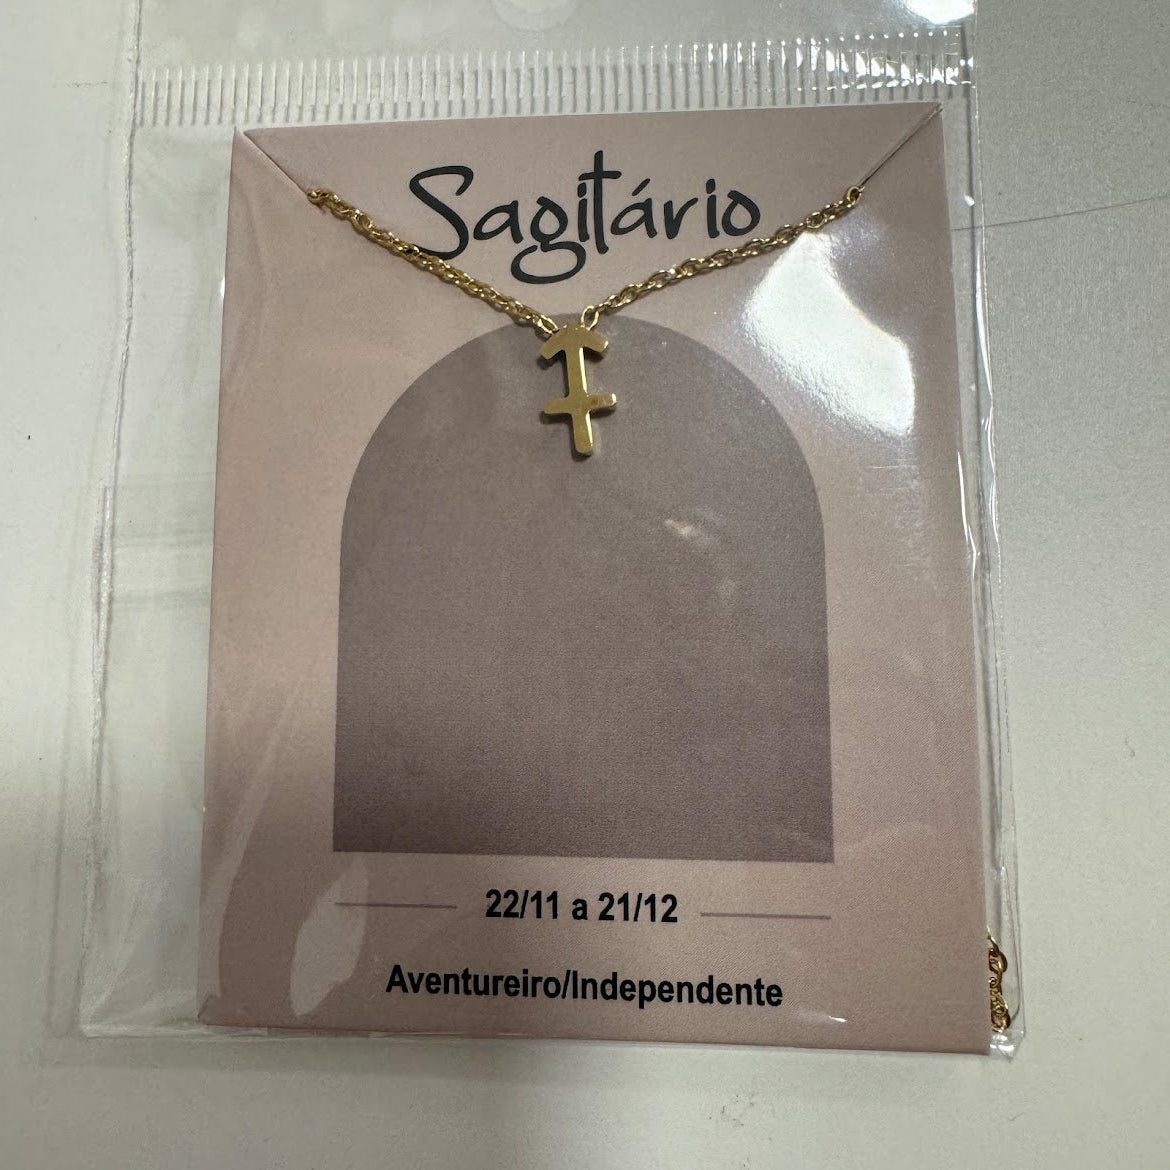 Sagitário
22/11 a 21/12
Aventureiro/Independente